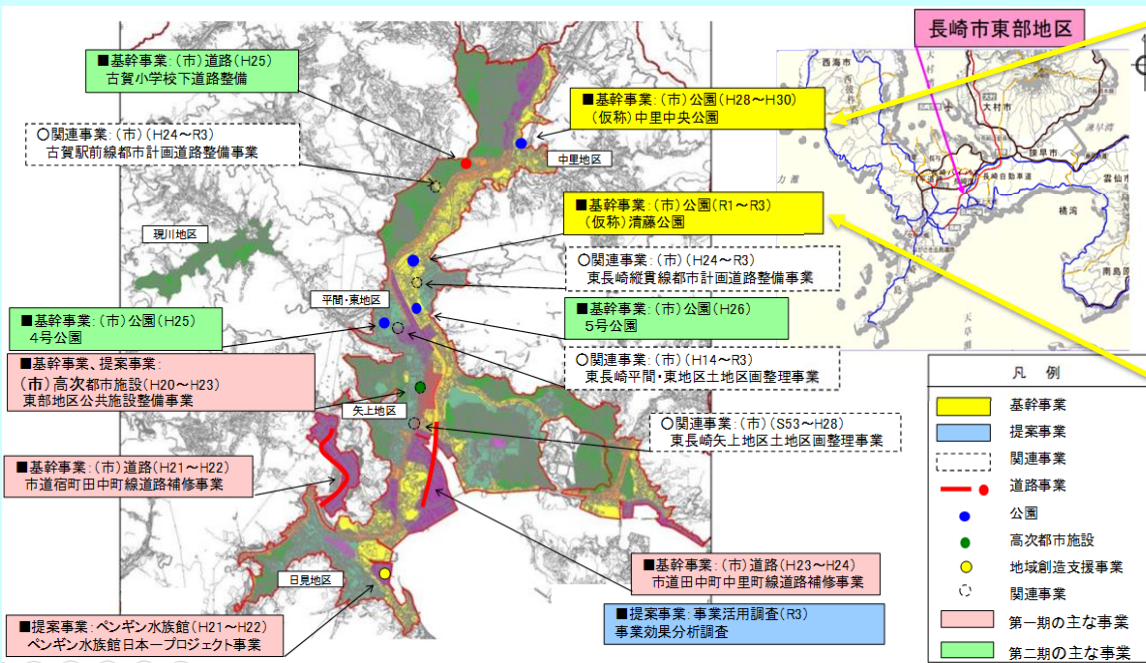 長崎市東部地区
■基幹事業:(市)道路(H25)
古賀小学校下道路整備
○関連事業:(市)(H24～R3)
古賀駅前線都市計画道路整備事業
■基幹事業:(市)公園(H28～H30)
(仮称)中里中央公園
中里地区
■基幹事業:(市)公園(R1～R3)
(仮称)清藤公園
現川地区
○関連事業:(市)(H24～R3)
東長崎縦貫線都市計画道路整備事業
平間・東地区
■基幹事業:(市)公園(H25)
4号公園
■基幹事業:(市)公園(H26)
5号公園
■基幹事業、提案事業:
(市)高次都市施設(H20～H23)
東部地区公共施設整備事業
○関連事業:(市)(H14～R3)
東長崎平間・東地区土地区画整理事業
矢上地区
○関連事業:(市)(S53～H28)
東長崎矢上地区土地区画整理事業
■基幹事業:(市)道路(H21～H22)
市道宿町田中町線道路補修事業
■基幹事業:(市)道路(H23～H24)
市道田中町中里町線道路補修事業
日見地区
■提案事業:ペンギン水族館(H21～H22)
ペンギン水族館日本一プロジェクト事業
■提案事業:事業活用調査(R3)
事業効果分析調査
西海市
大村市
諫早市
長崎自動車道
雲仙市
橘湾
南島原
天草灘
凡 例
基幹事業
提案事業
関連事業
道路事業
公園
高次都市施設
地域創造支援事業
関連事業
第一期の主な事業
第二期の主な事業